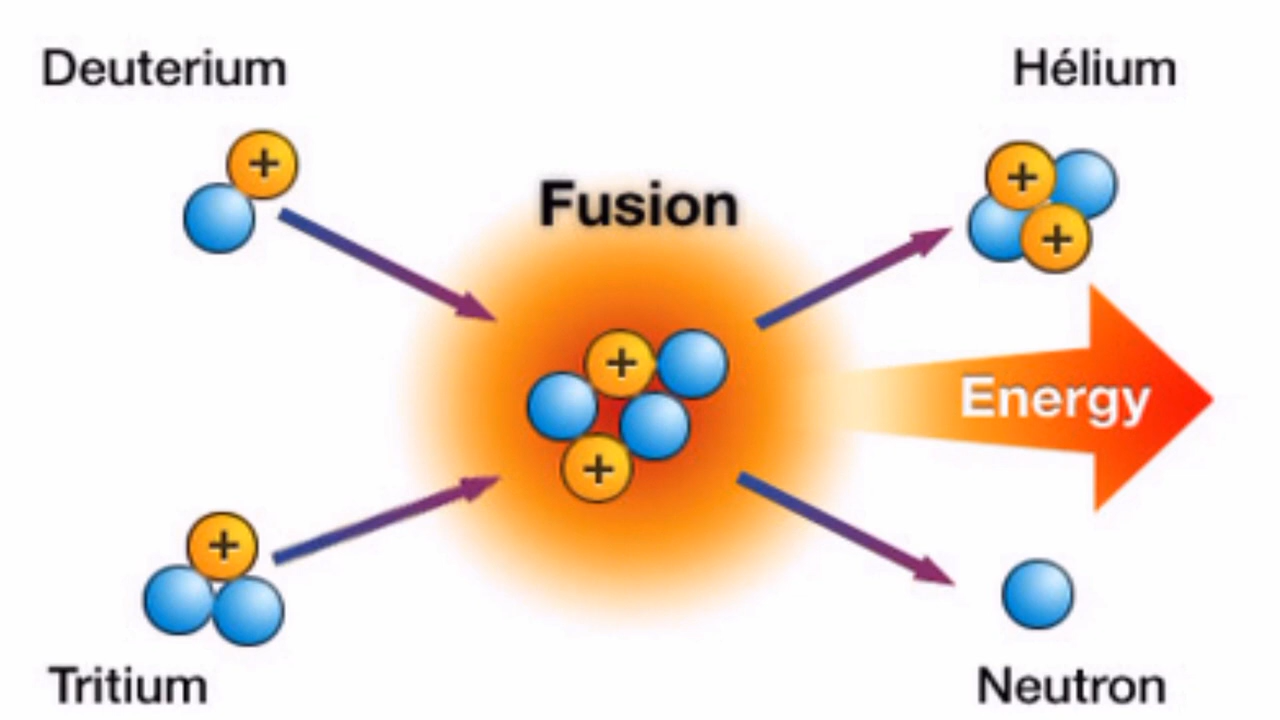 Deuterium
Hélium
+
+
Fusion
+
+
Energy
+
+
Tritium
Neutron